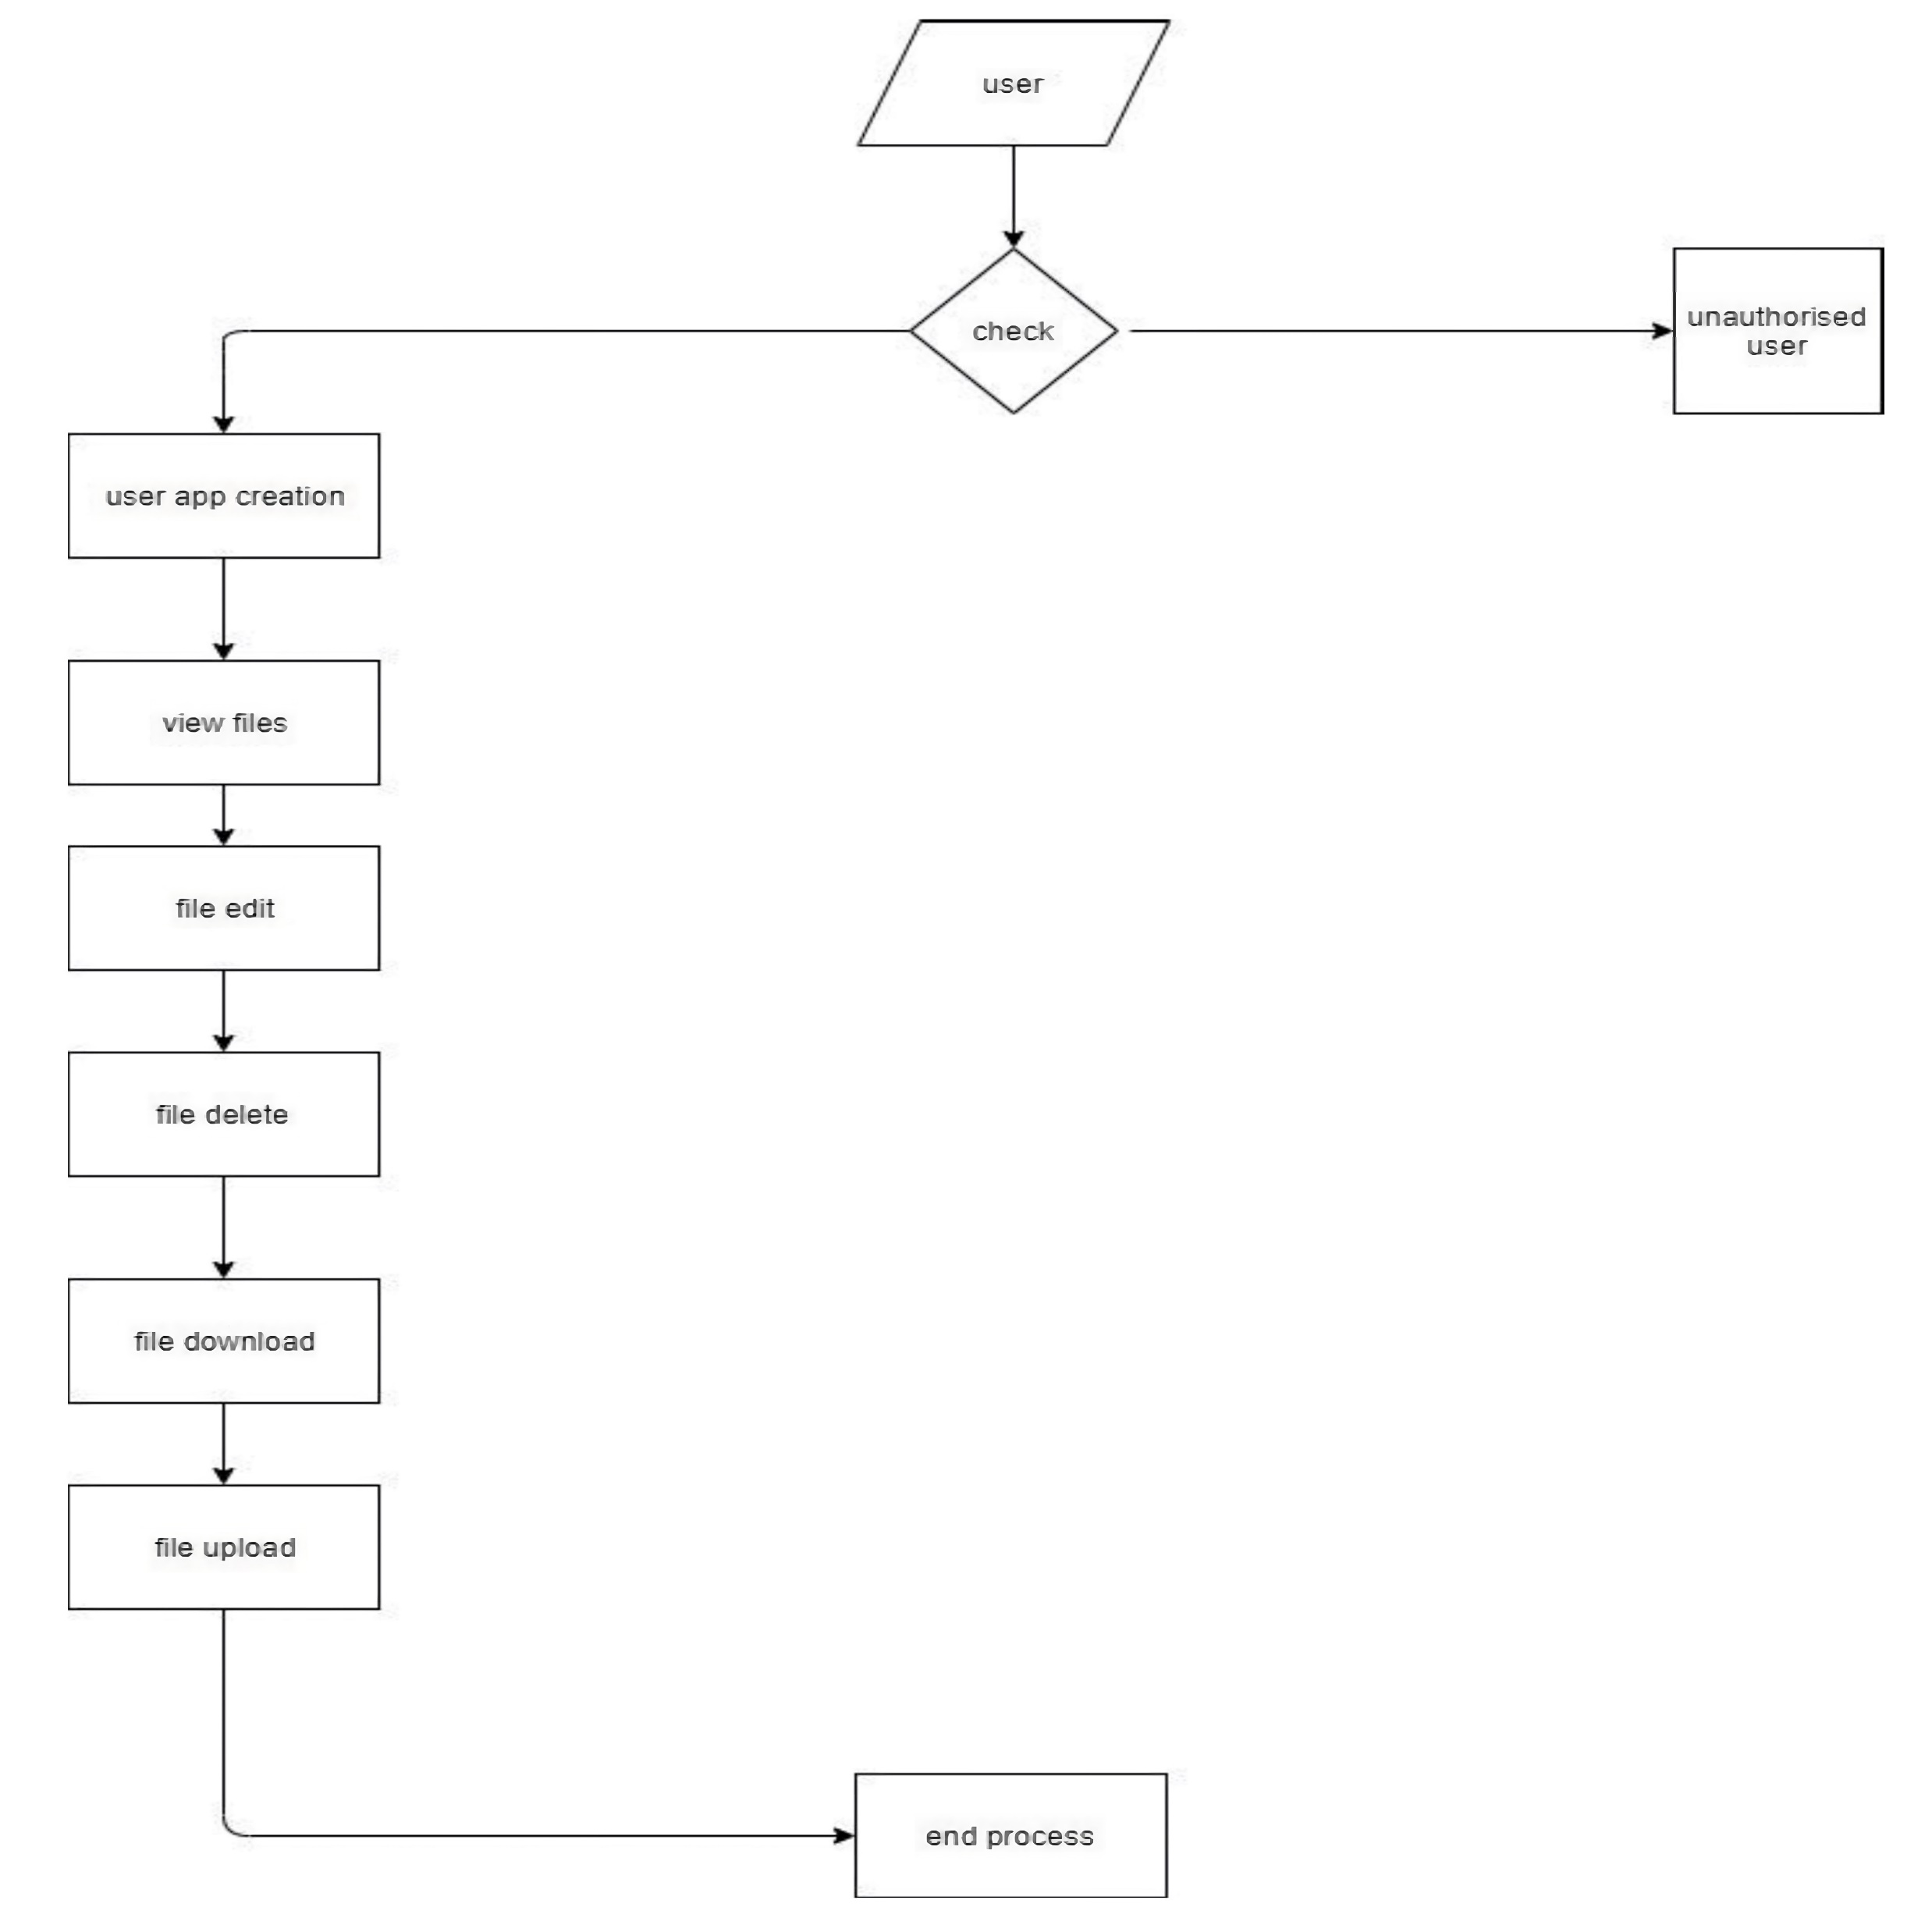 user
check
unauthorised
user
user app creation
view files
file edit
file delete
file download
file upload
end process